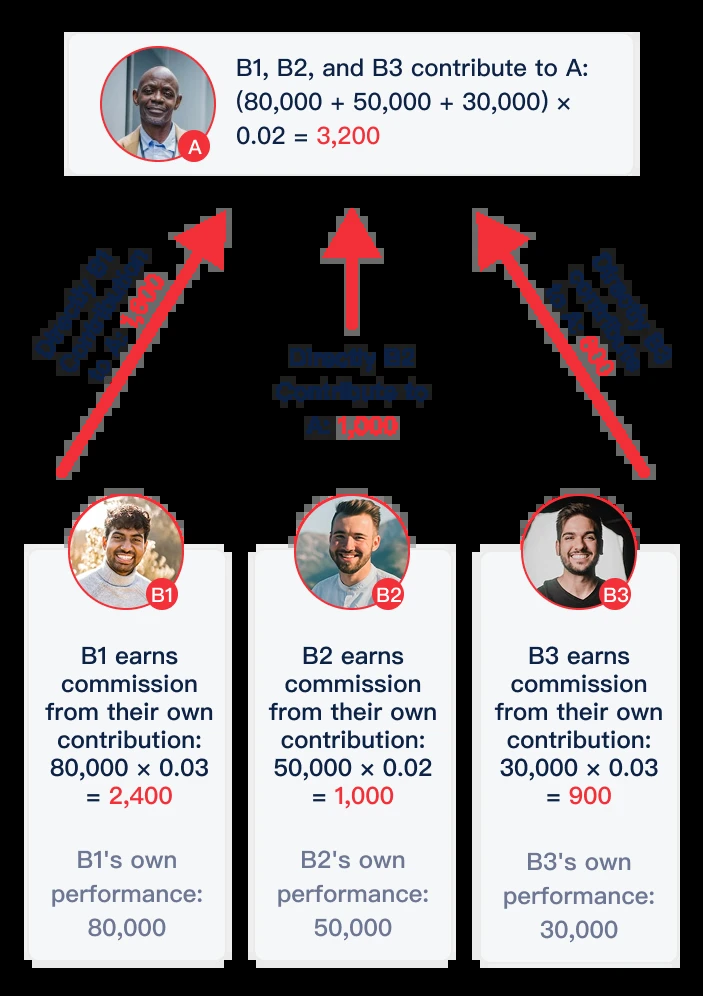 B1, B2, and B3 contribute to A:
(80,000 + 50,000 + 30,000) ×
0.02 = 3,200
A
Directly B1
Contribution
to A: 1,600
Directly B2
Contribute to
A: 1,000
Directly B3
Contribute
to A: 600
B1
B2
B3
B1 earns
commission
from their own
contribution:
80,000 × 0.03
= 2,400
B1's own
performance:
80,000
B2 earns
commission
from their own
contribution:
50,000 × 0.02
= 1,000
B2's own
performance:
50,000
B3 earns
commission
from their own
contribution:
30,000 × 0.03
= 900
B3's own
performance:
30,000